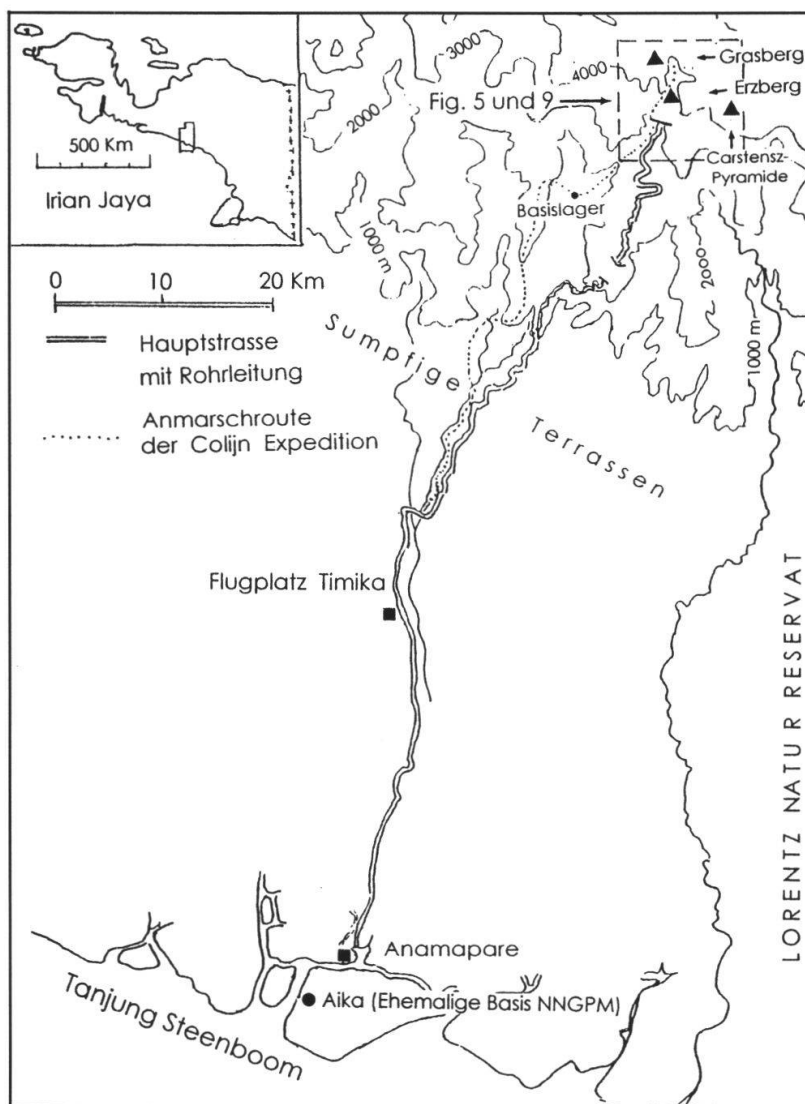 500 Km
Irian Jaya
3000
4000
2000
1000 m
Grasberg
Erzberg
Fig. 5 und 9
Carstensz-
Pyramide
Basislager
2000
1000 m
0 10 20 Km
Hauptstrasse
mit Rohrleitung
Anmarschroute
der Colijn Expedition
Sumpfige
Terrassen
Flugplatz Timika
LORENTZ NATUR RESERVAT
Anamapare
Aika (Ehemalige Basis NNGPM)
Tanjung Steenboom